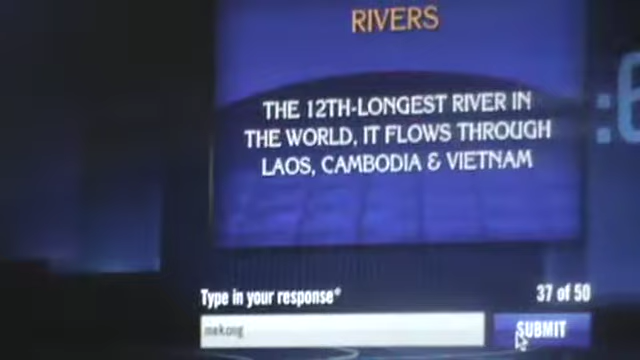 RIVERS
THE 12TH-LONGEST RIVER IN
THE WORLD, IT FLOWS THROUGH
LAOS, CAMBODIA & VIETNAM
:6
Type in your response*
37 of 50
mekong
SUBMIT